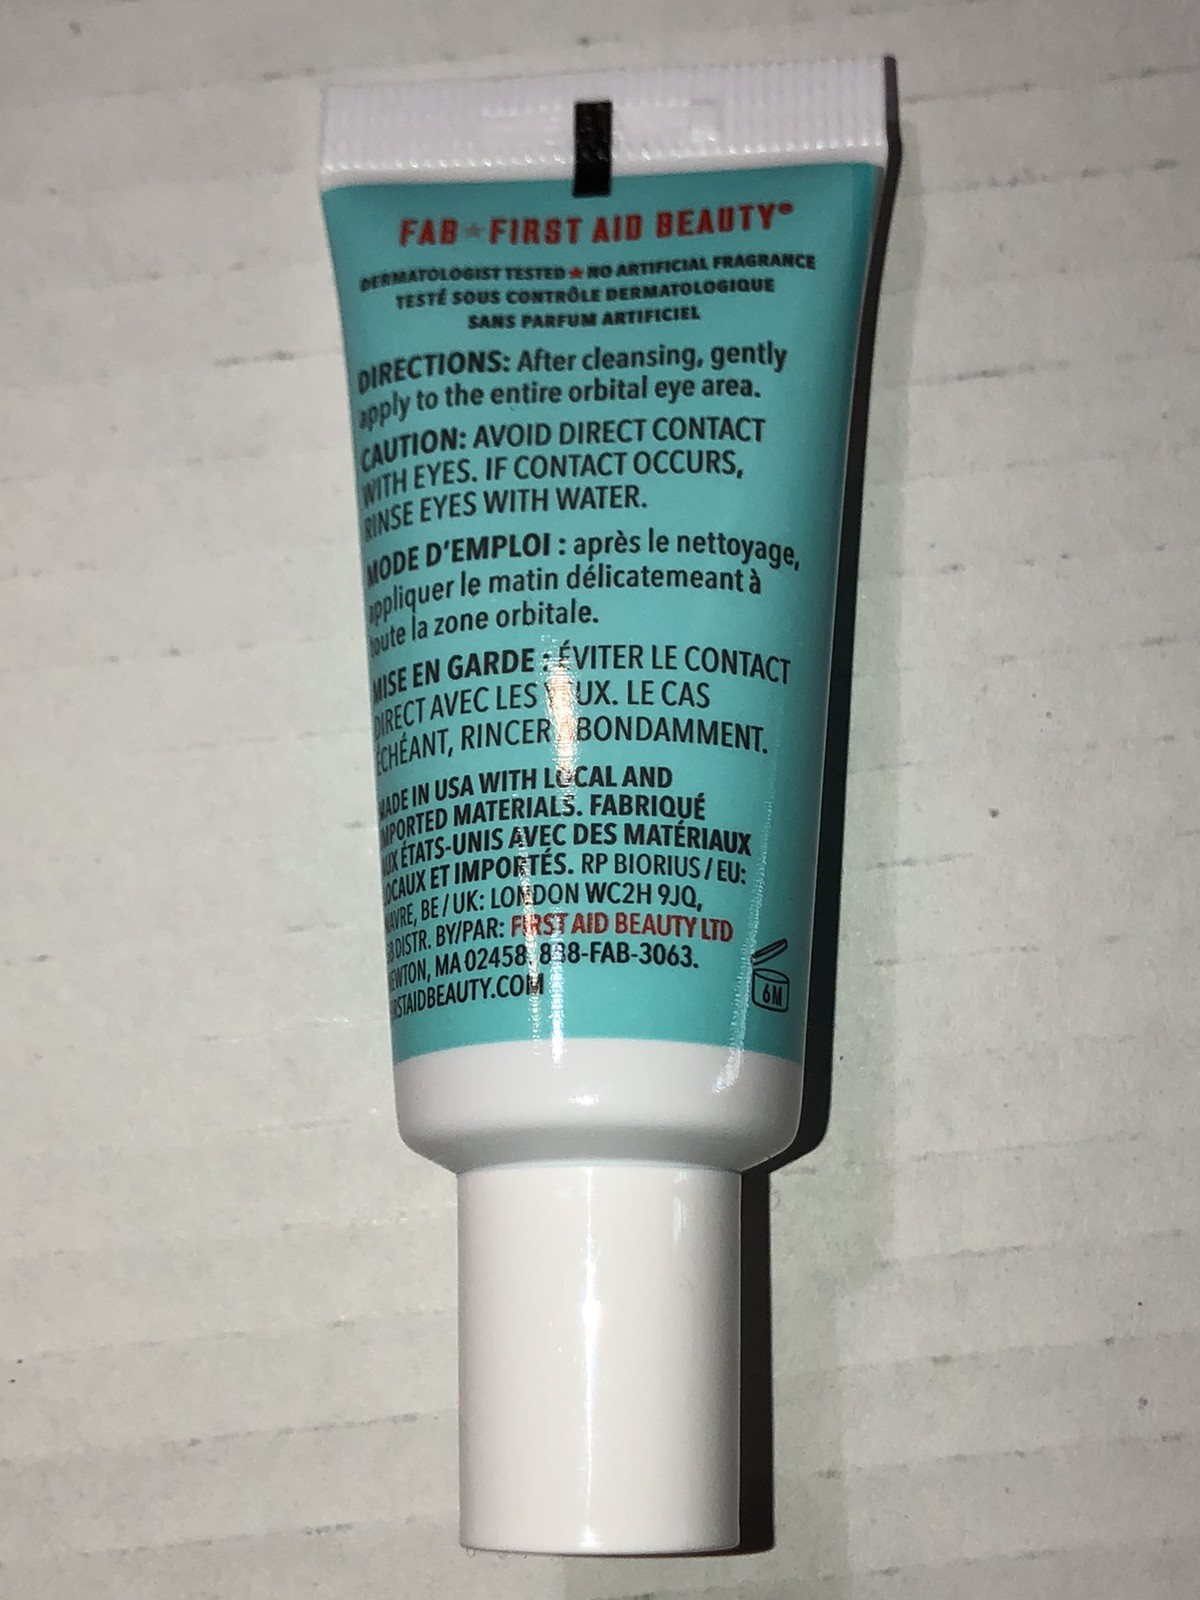 FAB★FIRST AID BEAUTY®
DERMATOLOGIST TESTED★NO ARTIFICIAL FRAGRANCE
TESTÉ SOUS CONTRÔLE DERMATOLOGIQUE
SANS PARFUM ARTIFICIEL
DIRECTIONS: After cleansing, gently
apply to the entire orbital eye area.
CAUTION: AVOID DIRECT CONTACT
WITH EYES. IF CONTACT OCCURS,
RINSE EYES WITH WATER.
MODE D'EMPLOI : après le nettoyage,
appliquer le matin délicatemeant à
toute la zone orbitale.
MISE EN GARDE : ÉVITER LE CONTACT
DIRECT AVEC LES YEUX. LE CAS
ÉCHÉANT, RINCER ABONDAMMENT.
MADE IN USA WITH LOCAL AND
IMPORTED MATERIALS. FABRIQUÉ
AUX ÉTATS-UNIS AVEC DES MATÉRIAUX
LOCAUX ET IMPORTÉS. RP BIORIUS / EU:
WAVRE, BE / UK: LONDON WC2H 9JQ,
GB DISTR. BY/PAR: FIRST AID BEAUTY LTD
NEWTON, MA 02458. 888-FAB-3063.
FIRSTAIDBEAUTY.COM
6M